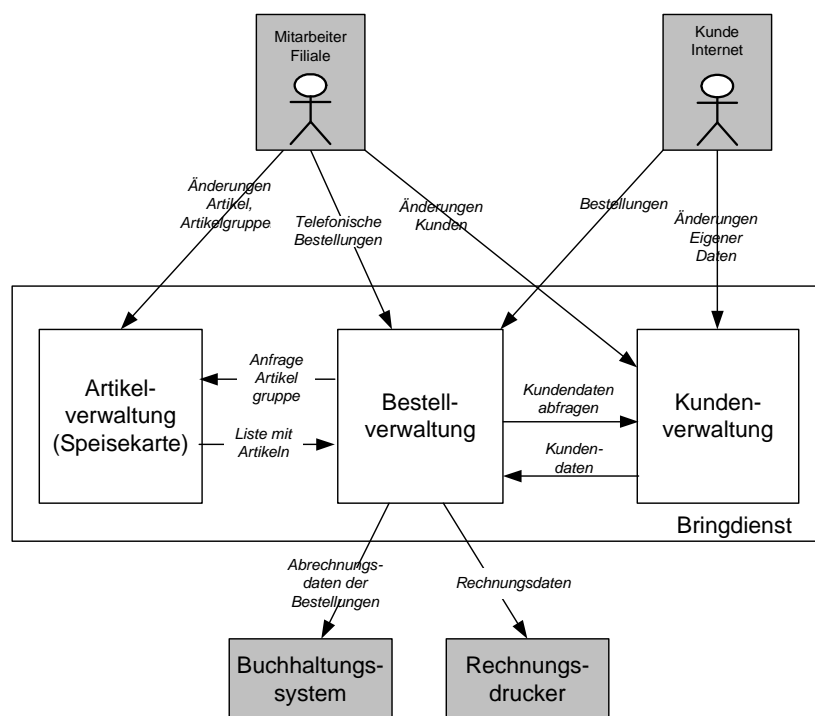 Mitarbeiter
Filiale
Kunde
Internet
Änderungen
Artikel,
Artikelgruppe
Telefonische
Bestellungen
Änderungen
Kunden
Bestellungen
Änderungen
Eigener
Daten
Artikel-
verwaltung
(Speisekarte)
Anfrage
Artikel
gruppe
Liste mit
Artikeln
Bestell-
verwaltung
Kundendaten
abfragen
Kunden-
daten
Kunden-
verwaltung
Bringdienst
Abrechnungs-
daten der
Bestellungen
Rechnungsdaten
Buchhaltungs-
system
Rechnungs-
drucker